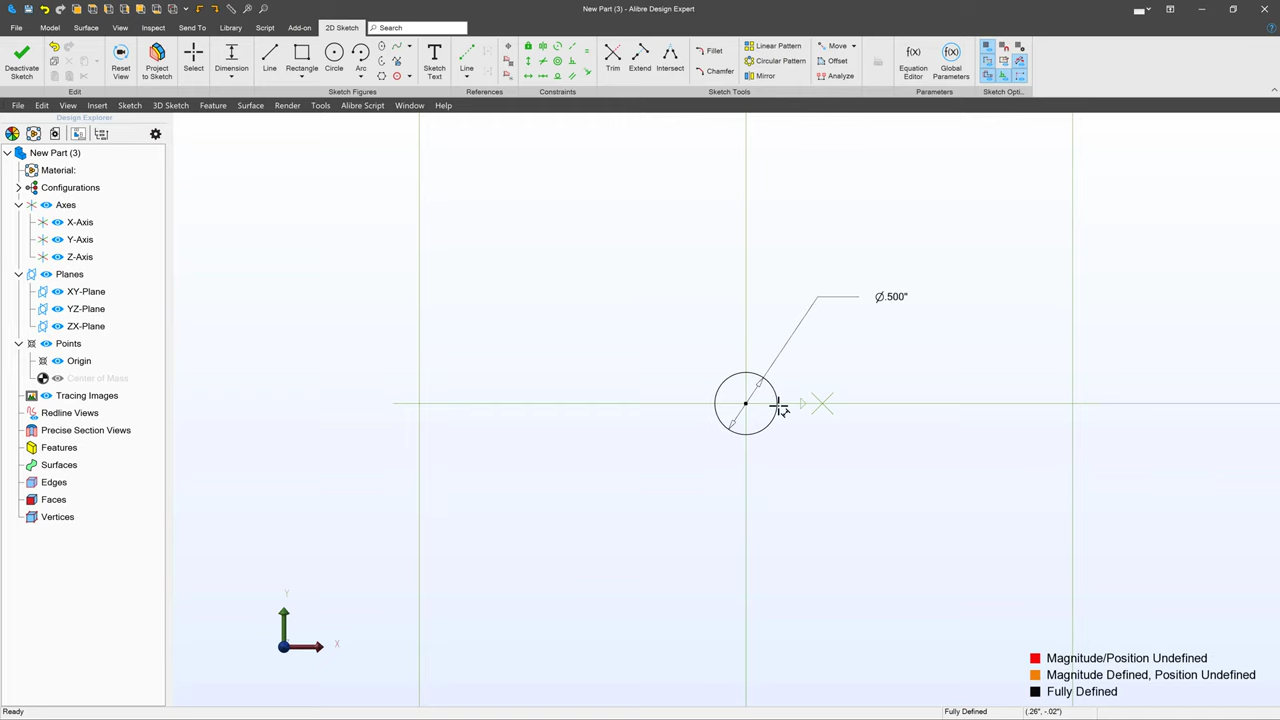 New Part (3) - Alibre Design Expert
File Model Surface View Inspect Send To Library Script Add-on 2D Sketch Search
Deactivate Sketch
Reset View
Project to Sketch
Select
Dimension
Line
Rectangle
Circle
Arc
Sketch Text
Line
Trim
Extend
Intersect
Fillet
Chamfer
Linear Pattern
Circular Pattern
Mirror
Move
Offset
Analyze
Equation Editor
Global Parameters
Edit
Sketch Figures
References
Constraints
Sketch Tools
Parameters
Sketch Opti...
File Edit View Insert Sketch 3D Sketch Feature Surface Render Tools Alibre Script Window Help
Design Explorer
New Part (3)
Material:
Configurations
Axes
X-Axis
Y-Axis
Z-Axis
Planes
XY-Plane
YZ-Plane
ZX-Plane
Points
Origin
Center of Mass
Tracing Images
Redline Views
Precise Section Views
Features
Surfaces
Edges
Faces
Vertices
Ø.500"
Y
X
Magnitude/Position Undefined
Magnitude Defined, Position Undefined
Fully Defined
Ready
Fully Defined
(.26", -.02")